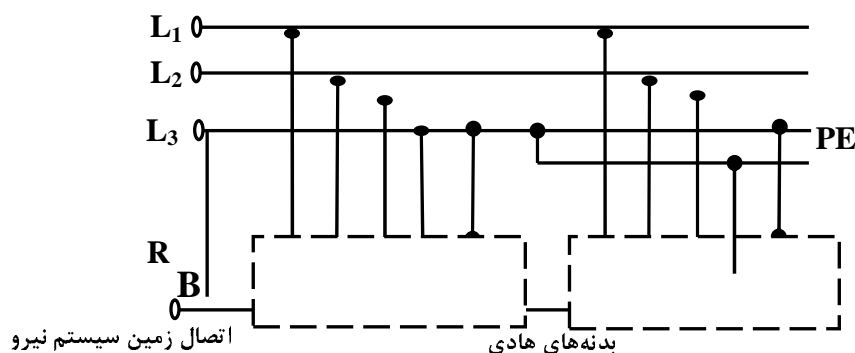 L₁
L₂
L₃
PE
R
B
اتصال زمین سیستم نیرو
بدنه‌های هادی